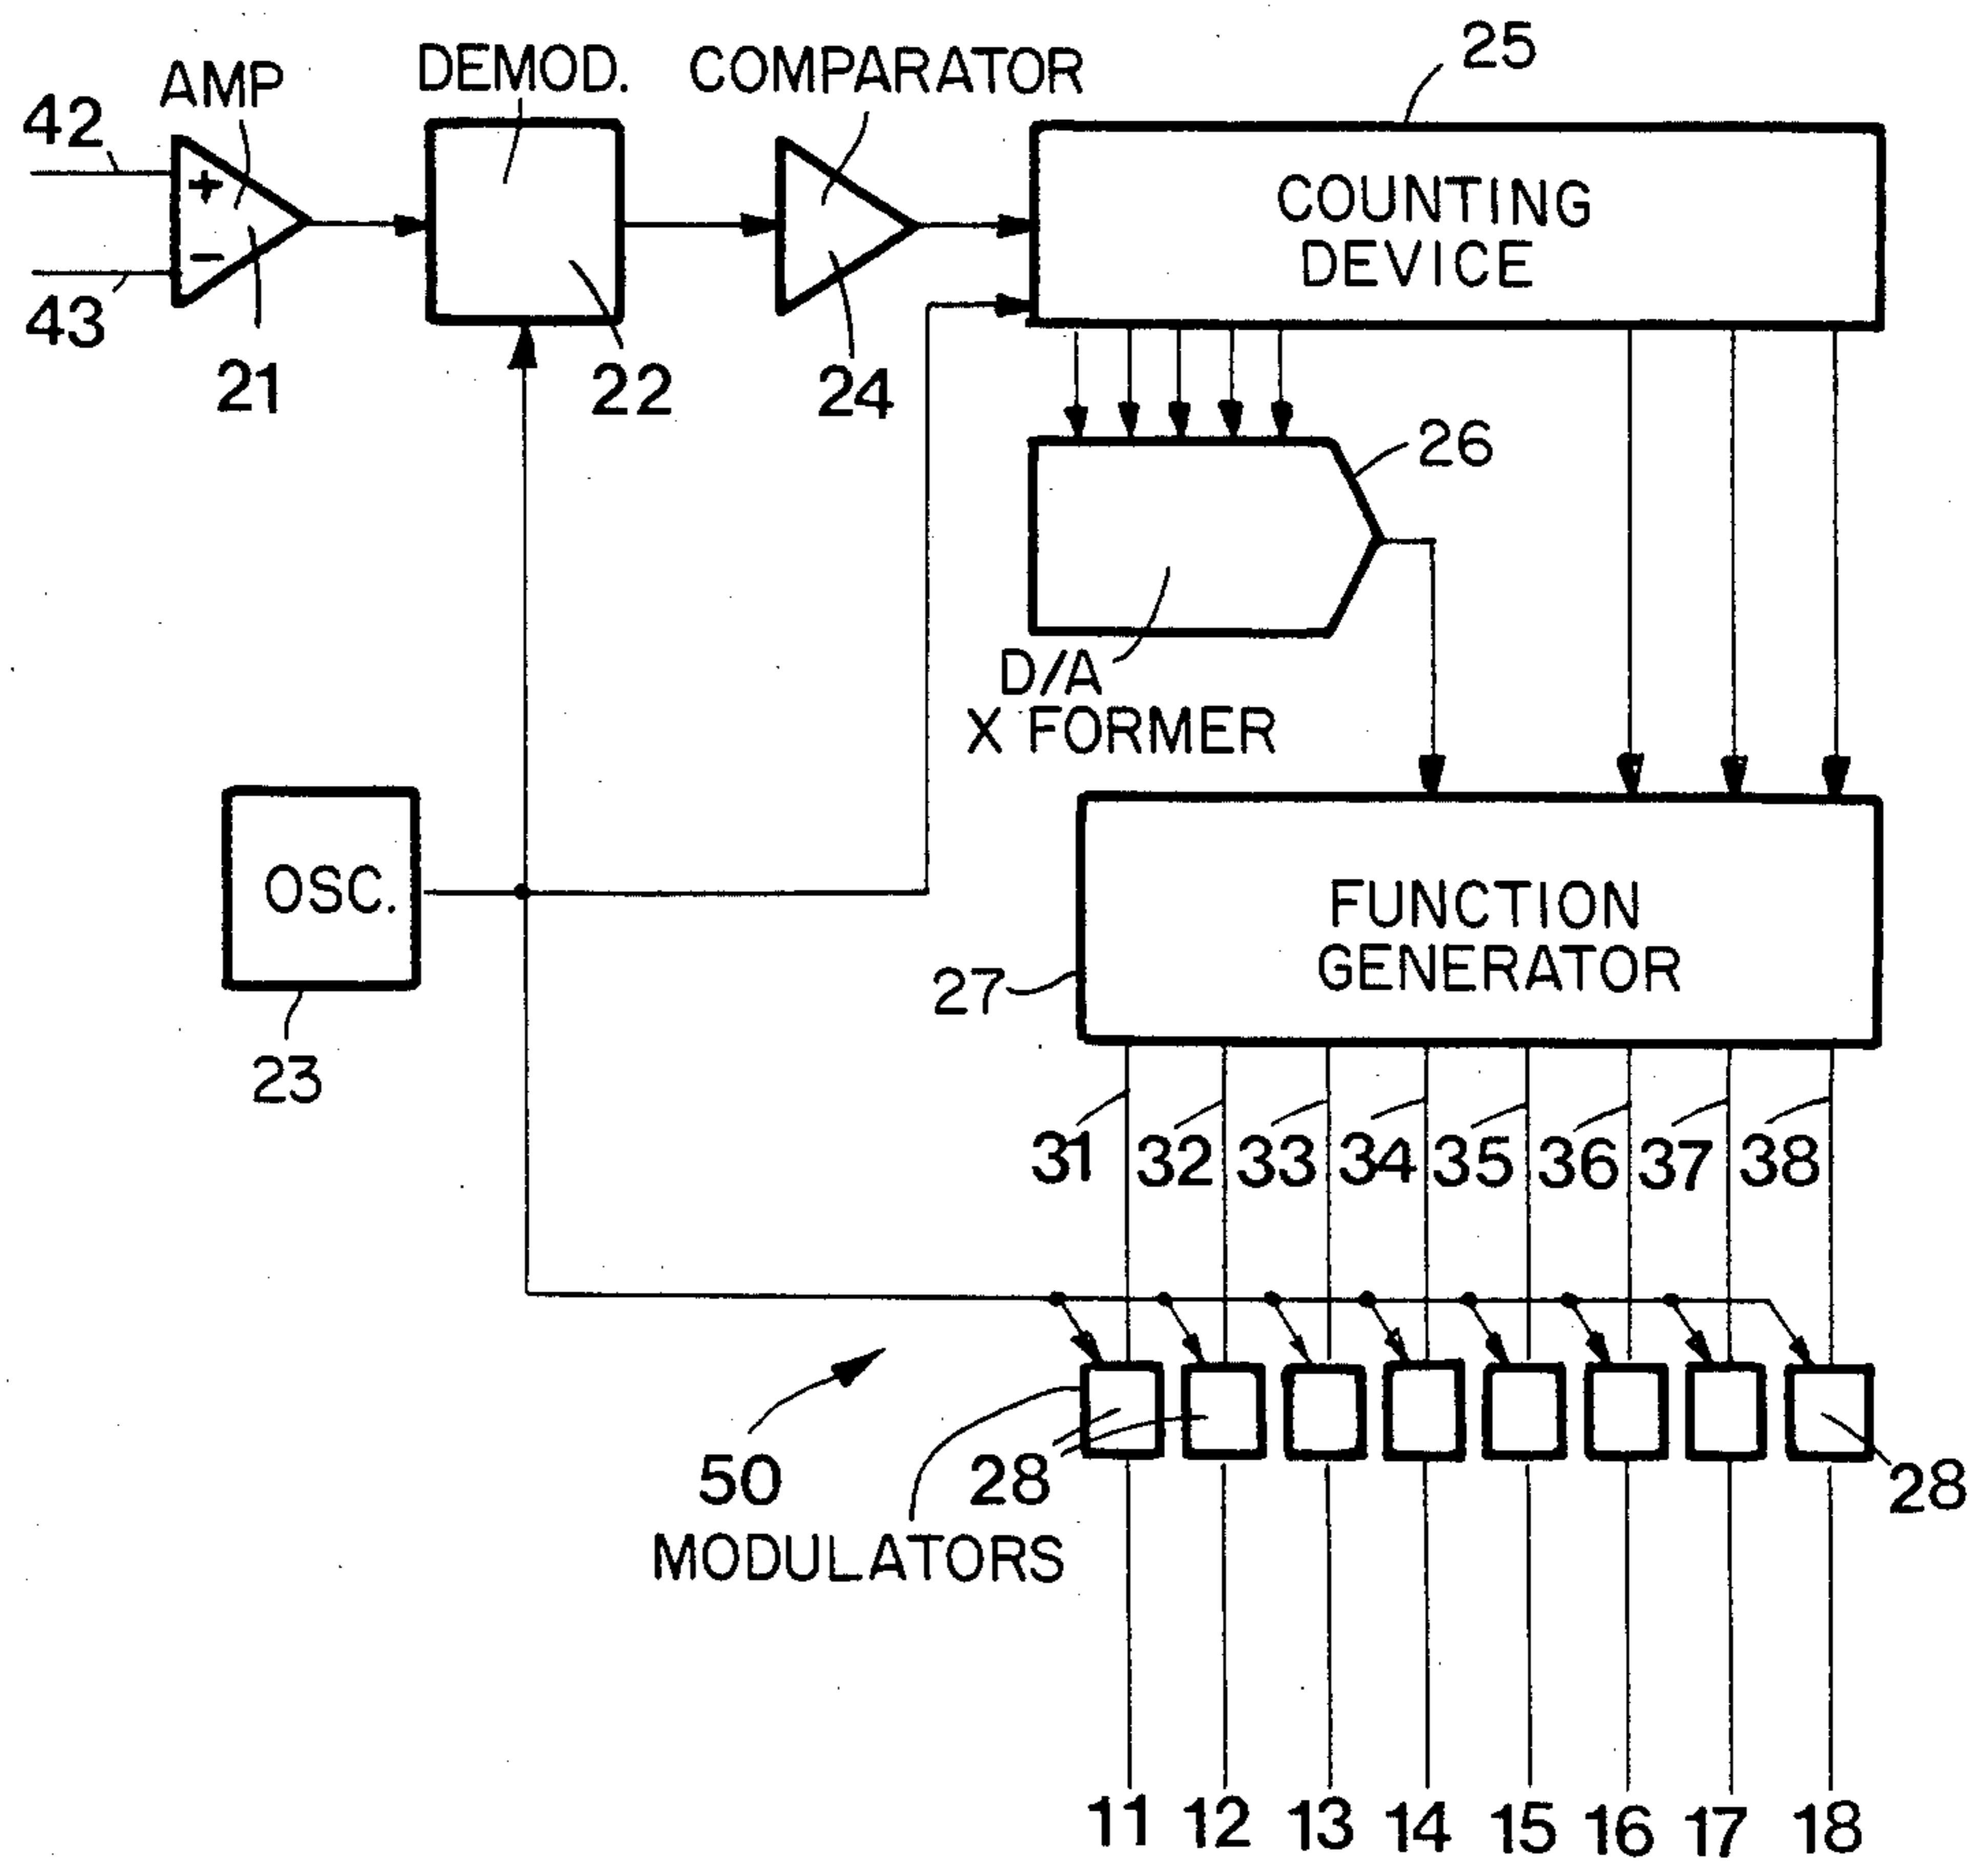 25
AMP
DEMOD.
COMPARATOR
42
+
−
43
21
22
24
COUNTING
DEVICE
26
D/A
X FORMER
OSC.
23
FUNCTION
GENERATOR
27
31 32 33 34 35 36 37 38
50
28
28
MODULATORS
11 12 13 14 15 16 17 18